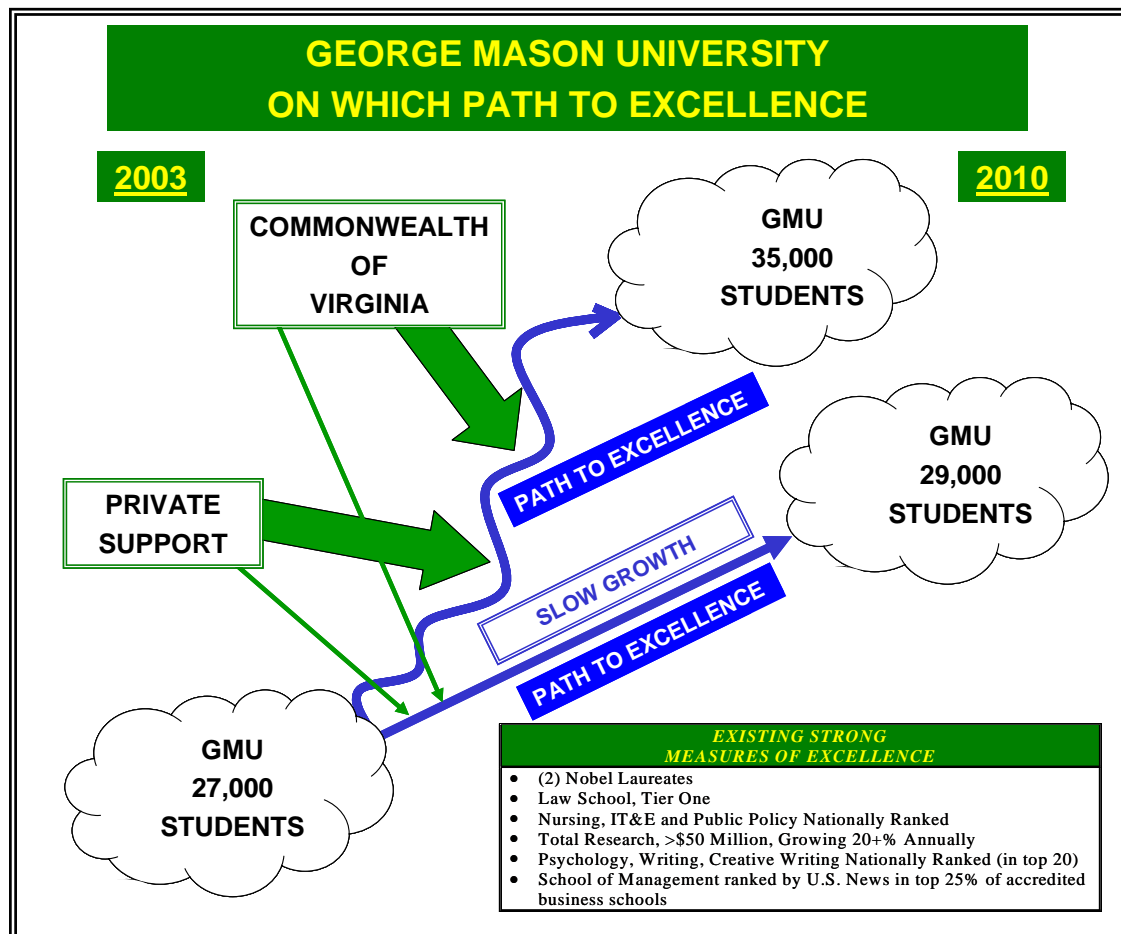 GEORGE MASON UNIVERSITY
ON WHICH PATH TO EXCELLENCE
2003
2010
COMMONWEALTH
OF
VIRGINIA
GMU
35,000
STUDENTS
PATH TO EXCELLENCE
GMU
29,000
STUDENTS
PRIVATE
SUPPORT
SLOW GROWTH
PATH TO EXCELLENCE
GMU
27,000
STUDENTS
EXISTING STRONG
MEASURES OF EXCELLENCE
• (2) Nobel Laureates
• Law School, Tier One
• Nursing, IT&E and Public Policy Nationally Ranked
• Total Research, >$50 Million, Growing 20+% Annually
• Psychology, Writing, Creative Writing Nationally Ranked (in top 20)
• School of Management ranked by U.S. News in top 25% of accredited
business schools